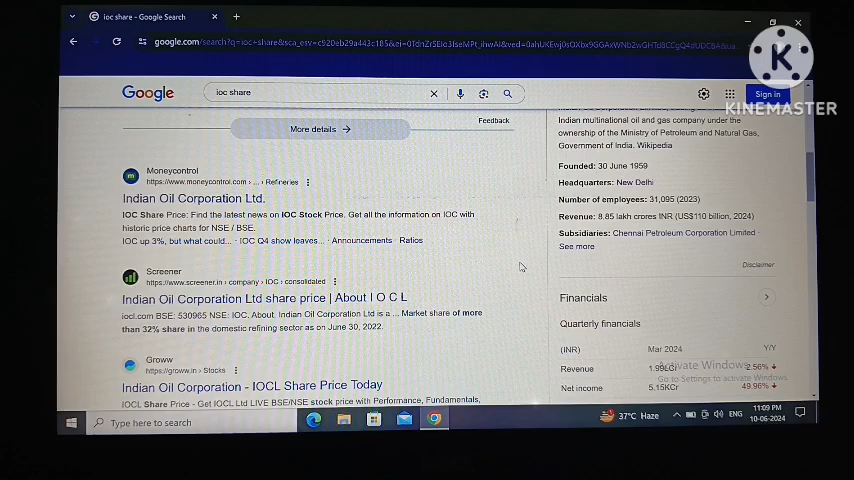 ioc share - Google Search
google.com/search?q=ioc+share&sca_esv=c920eb29a443c185&ei=
KINEMASTER
Google
ioc share
Sign in
More details
Feedback
Moneycontrol
https://www.moneycontrol.com › ... › Refineries
Indian Oil Corporation Ltd.
IOC Share Price: Find the latest news on IOC Stock Price. Get all the information on IOC with
historic price charts for NSE / BSE.
IOC up 3%, but what could... · IOC Q4 show leaves... · Announcements · Ratios
Screener
https://www.screener.in › company › IOC › consolidated
Indian Oil Corporation Ltd share price | About I O C L
iocl.com BSE: 530965 NSE: IOC. About. Indian Oil Corporation Ltd is a ... Market share of more
than 32% share in the domestic refining sector as on June 30, 2022.
Groww
https://groww.in › Stocks
Indian Oil Corporation - IOCL Share Price Today
IOCL Share Price - Get IOCL Ltd LIVE BSE/NSE stock price with Performance, Fundamentals,
Indian multinational oil and gas company under the
ownership of the Ministry of Petroleum and Natural Gas,
Government of India. Wikipedia
Founded: 30 June 1959
Headquarters: New Delhi
Number of employees: 31,095 (2023)
Revenue: 8.85 lakh crores INR (US$110 billion, 2024)
Subsidiaries: Chennai Petroleum Corporation Limited ·
See more
Disclaimer
Financials
Quarterly financials
(INR) Mar 2024 Y/Y
Revenue 1.99LCr 2.56%
Net income 5.15KCr 49.96%
Activate Windows
Go to Settings to activate Windows.
Type here to search
37°C Haze
ENG
11:09 PM
10-06-2024